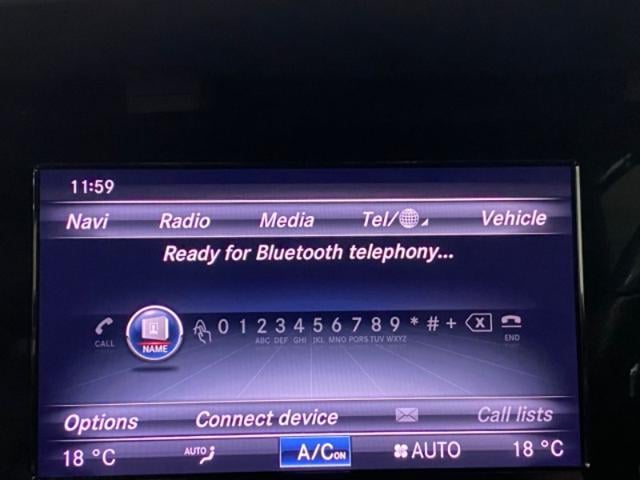 11:59
Navi Radio Media Tel/ Vehicle
Ready for Bluetooth telephony...
CALL NAME 0 1 2 3 4 5 6 7 8 9 * # + X END
ABC DEF GHI JKL MNO PQRS TUV WXYZ
Options Connect device Call lists
18 °C AUTO A/C ON AUTO 18 °C